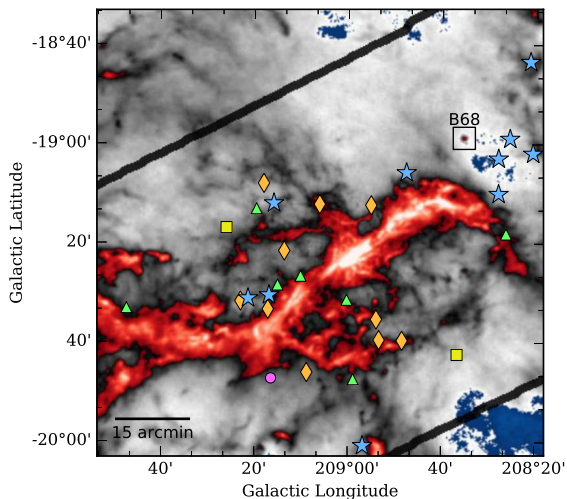 -18°40'
B68
-19°00'
20'
40'
15 arcmin
-20°00'
40'
20'
209°00'
40'
208°20'
Galactic Longitude
Galactic Latitude